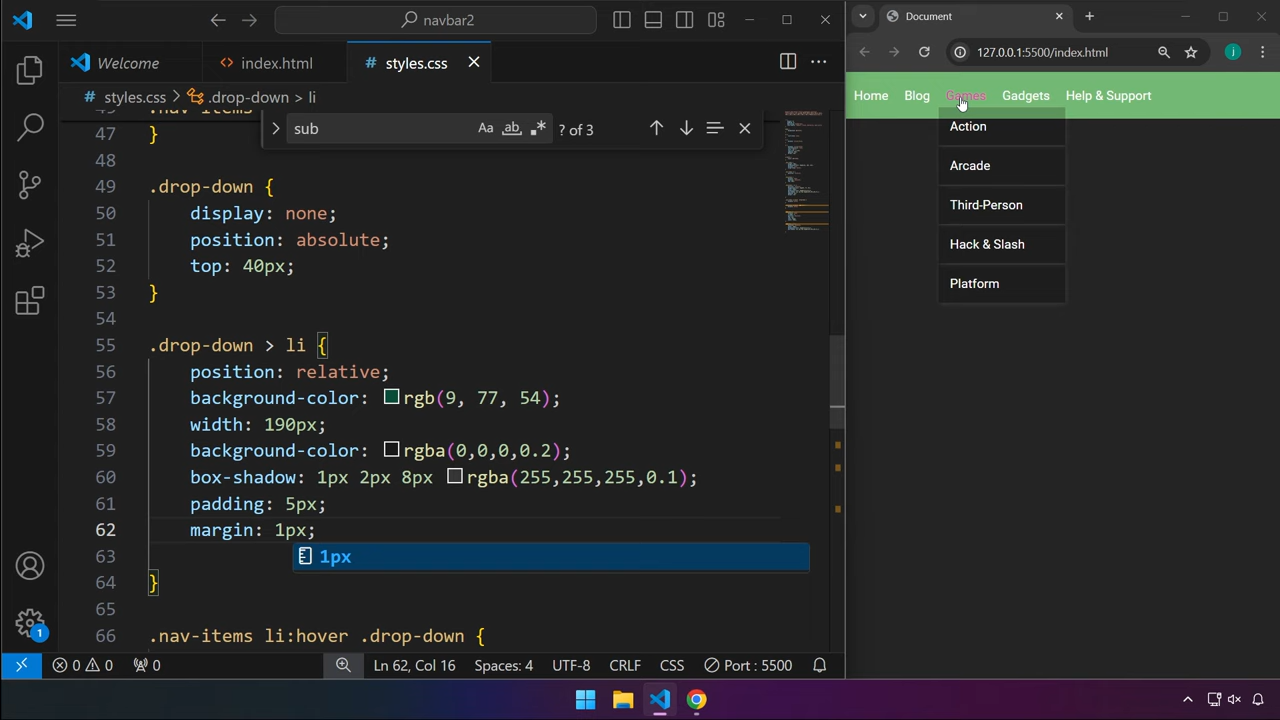 navbar2
Document
Welcome
index.html
# styles.css
127.0.0.1:5500/index.html
j
# styles.css > .drop-down > li
Home Blog Games Gadgets Help & Support
47 }
sub
Aa ab .* ? of 3
48
49 .drop-down {
50 display: none;
51 position: absolute;
52 top: 40px;
53 }
54
55 .drop-down > li {
56 position: relative;
57 background-color: rgb(9, 77, 54);
58 width: 190px;
59 background-color: rgba(0,0,0,0.2);
60 box-shadow: 1px 2px 8px rgba(255,255,255,0.1);
61 padding: 5px;
62 margin: 1px;
63
1px
64 }
65
66 .nav-items li:hover .drop-down {
Action
Arcade
Third-Person
Hack & Slash
Platform
1
0 0 0 Ln 62, Col 16 Spaces: 4 UTF-8 CRLF CSS Port : 5500